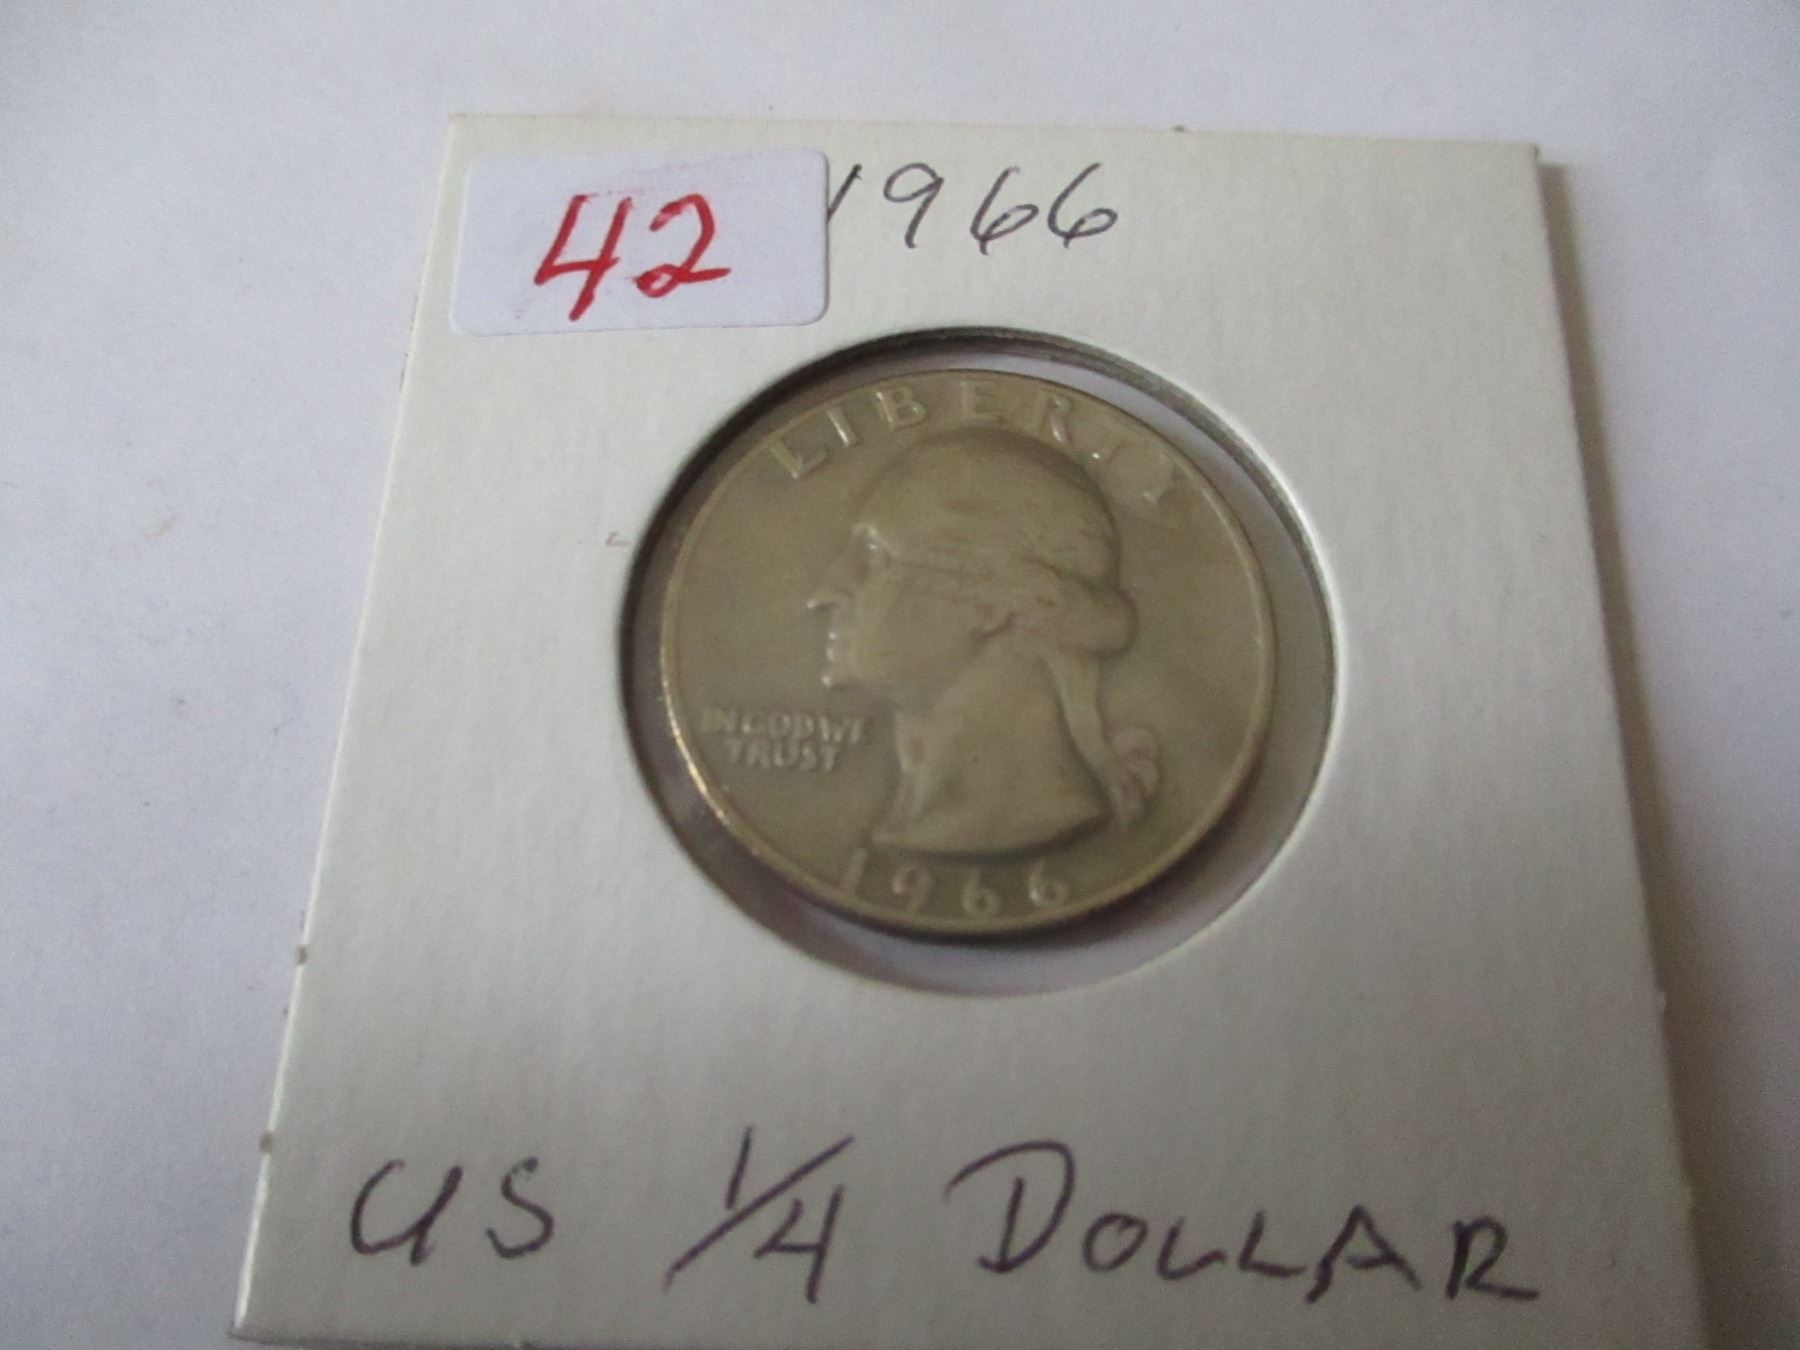 42 1966
LIBERTY
IN GOD WE
TRUST
1966
US 1/4 DOLLAR